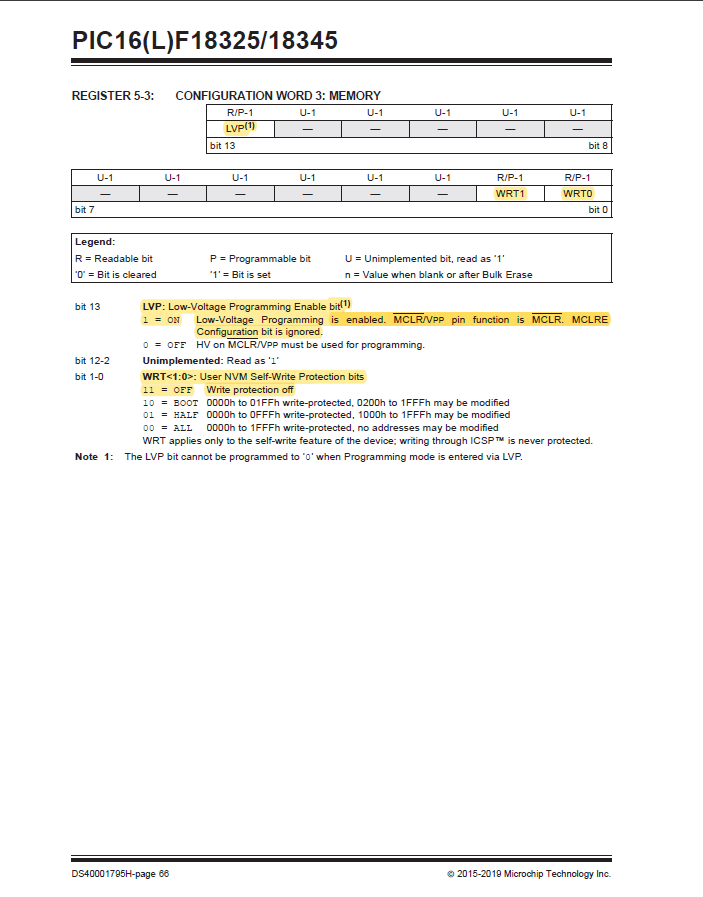 PIC16(L)F18325/18345
REGISTER 5-3: CONFIGURATION WORD 3: MEMORY
R/P-1 U-1 U-1 U-1 U-1 U-1
LVP(1) — — — — —
bit 13 bit 8
U-1 U-1 U-1 U-1 U-1 U-1 R/P-1 R/P-1
— — — — — — WRT1 WRT0
bit 7 bit 0
Legend:
R = Readable bit P = Programmable bit U = Unimplemented bit, read as '1'
'0' = Bit is cleared '1' = Bit is set n = Value when blank or after Bulk Erase
bit 13 LVP: Low-Voltage Programming Enable bit(1)
1 = ON Low-Voltage Programming is enabled. MCLR/VPP pin function is MCLR. MCLRE
Configuration bit is ignored.
0 = OFF HV on MCLR/VPP must be used for programming.
bit 12-2 Unimplemented: Read as '1'
bit 1-0 WRT<1:0>: User NVM Self-Write Protection bits
11 = OFF Write protection off
10 = BOOT 0000h to 01FFh write-protected, 0200h to 1FFFh may be modified
01 = HALF 0000h to 0FFFh write-protected, 1000h to 1FFFh may be modified
00 = ALL 0000h to 1FFFh write-protected, no addresses may be modified
WRT applies only to the self-write feature of the device; writing through ICSP™ is never protected.
Note 1: The LVP bit cannot be programmed to '0' when Programming mode is entered via LVP.
DS40001795H-page 66 © 2015-2019 Microchip Technology Inc.